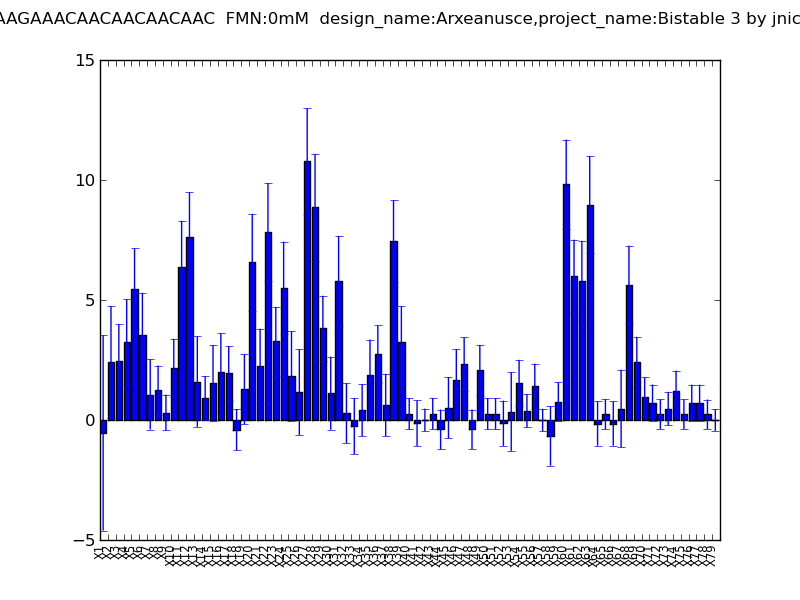 AAGAAACAACAACAACAAC FMN:0mM design_name:Arxeanusce,project_name:Bistable 3 by jnic
15
10
5
0
−5
X1 X2 X3 X4 X5 X6 X7 X8 X9 X10 X11 X12 X13 X14 X15 X16 X17 X18 X19 X20 X21 X22 X23 X24 X25 X26 X27 X28 X29 X30 X31 X32 X33 X34 X35 X36 X37 X38 X39 X40 X41 X42 X43 X44 X45 X46 X47 X48 X49 X50 X51 X52 X53 X54 X55 X56 X57 X58 X59 X60 X61 X62 X63 X64 X65 X66 X67 X68 X69 X70 X71 X72 X73 X74 X75 X76 X77 X78 X79